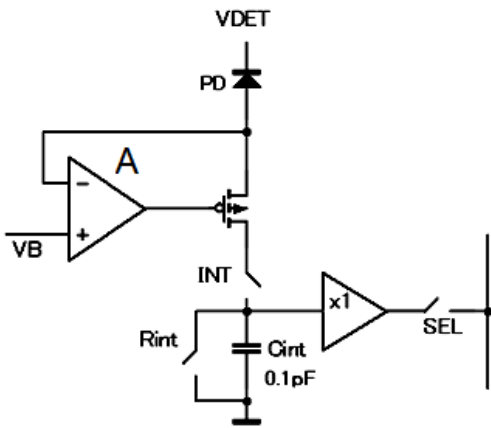 VDET
PD
A
-
+
VB
INT
x1
SEL
Rint
Cint
0.1pF